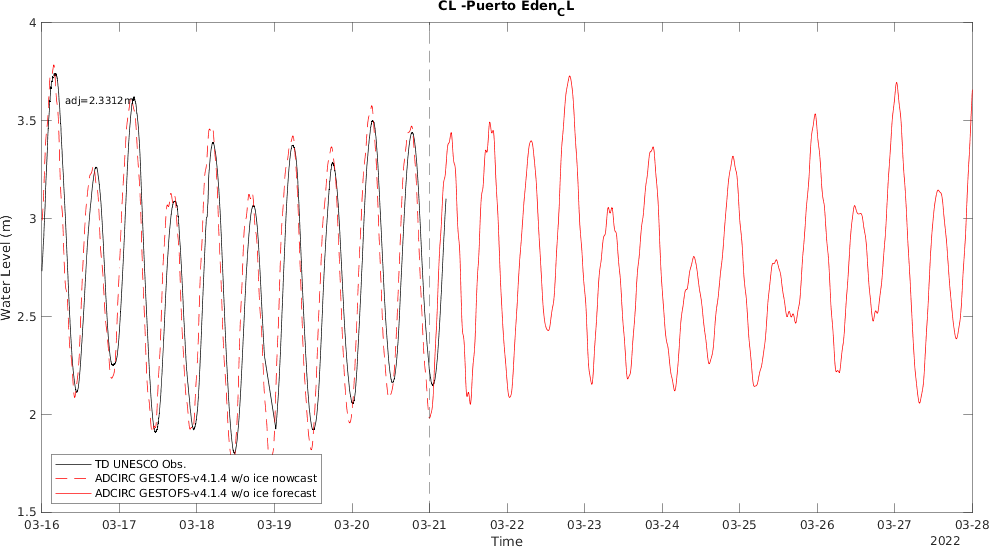 CL -Puerto Eden_CL
4
3.5
3
2.5
2
1.5
Water Level (m)
adj=2.3312m
TD UNESCO Obs.
ADCIRC GESTOFS-v4.1.4 w/o ice nowcast
ADCIRC GESTOFS-v4.1.4 w/o ice forecast
03-16 03-17 03-18 03-19 03-20 03-21 03-22 03-23 03-24 03-25 03-26 03-27 03-28
Time
2022